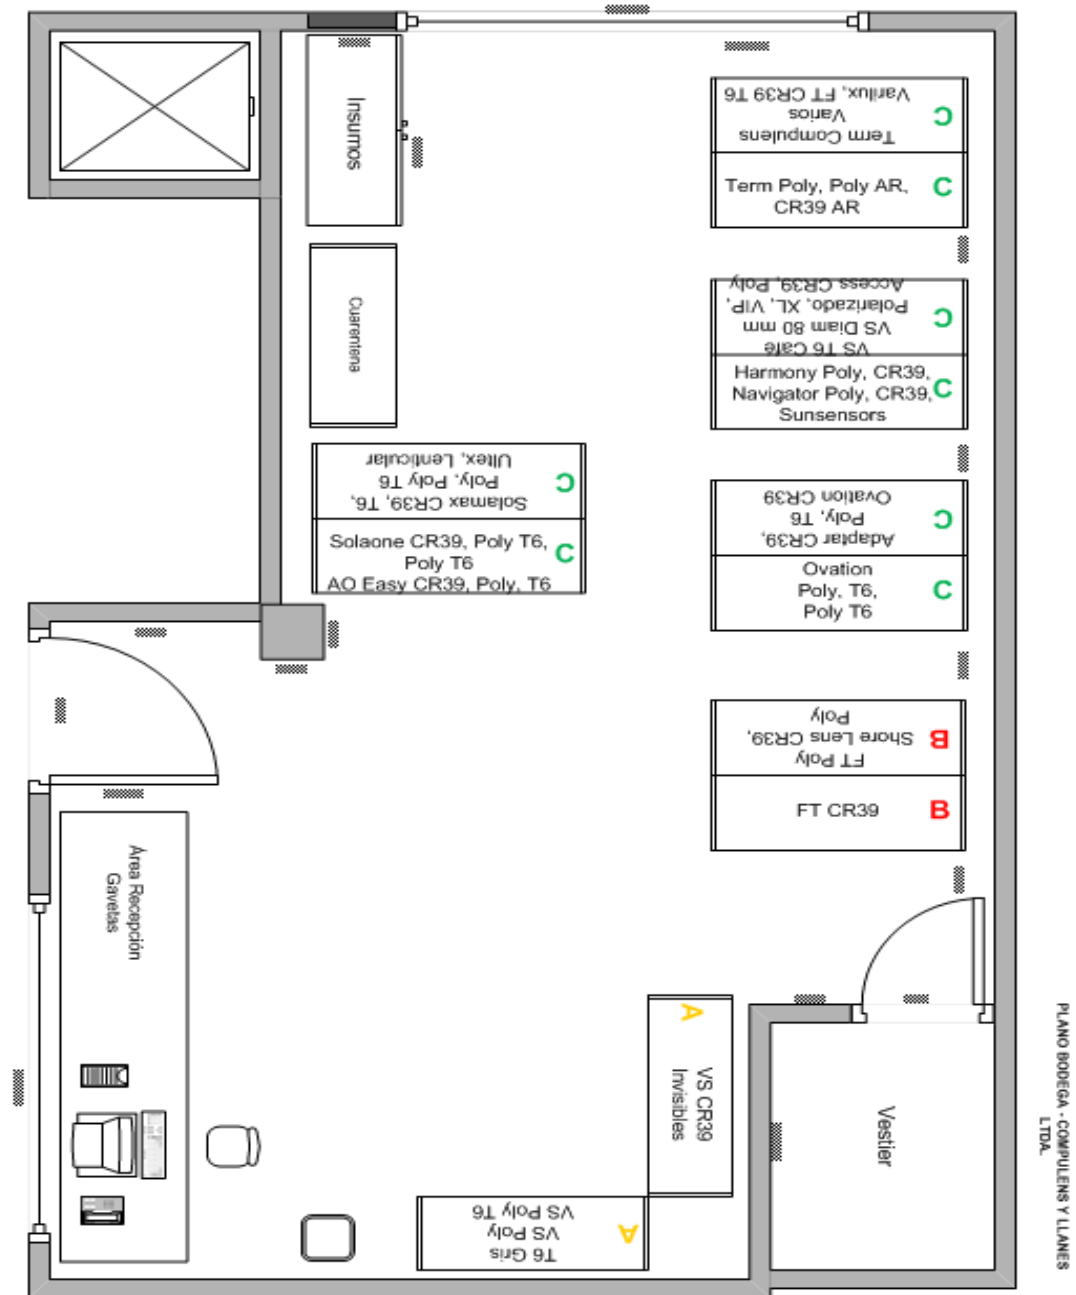 Insumos
Cuarentena
Term Compulens
Varios
Varilux, FT CR39 T6
C
Term Poly, Poly AR,
CR39 AR
C
VS T6 Café
VS Diam 80 mm
Polarizado, XL, VIP,
Access CR39, Poly
C
Harmony Poly, CR39,
Navigator Poly, CR39,
Sunsensors
C
Solamax CR39, T6,
Poly, Poly T6
Ultex, Lenticular
C
Solaone CR39, Poly T6,
Poly T6
AO Easy CR39, Poly, T6
C
Adaptar CR39,
Poly, T6
Ovation CR39
C
Ovation
Poly, T6,
Poly T6
C
FT Poly
Shore Lens CR39,
Poly
B
FT CR39
B
Área Recepción
Gavetas
A
VS CR39
Invisibles
T6 Gris
VS Poly
VS Poly T6
A
Vestier
PLANO BODEGA - COMPULENS Y LLANES
LTDA.